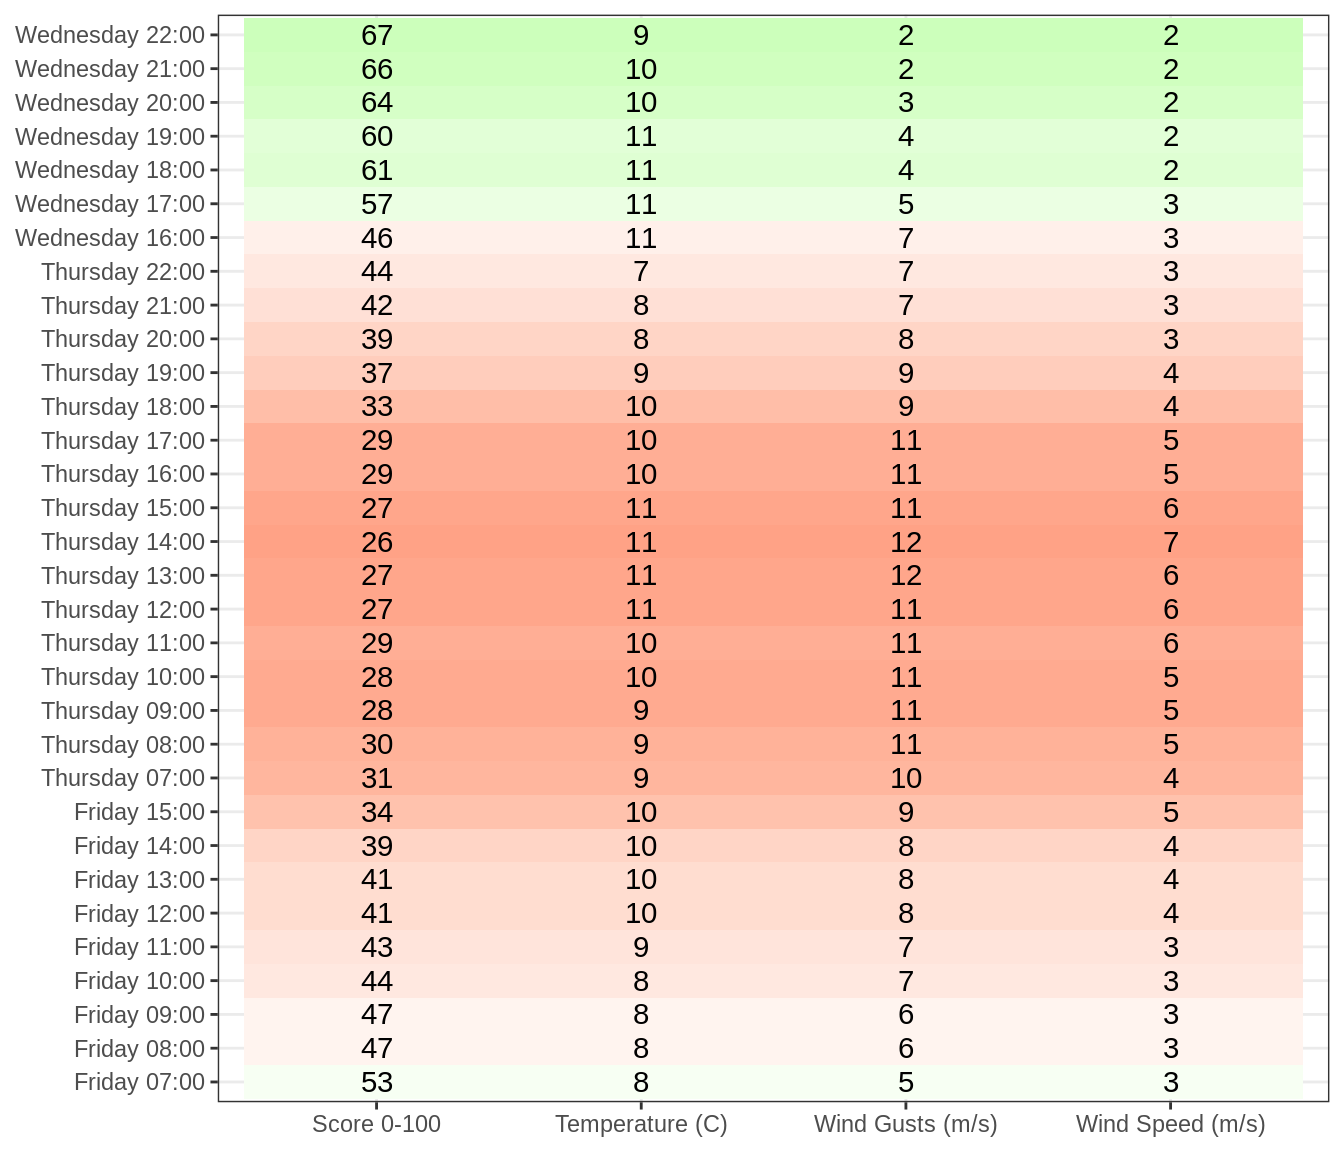 Wednesday 22:00 67 9 2 2
Wednesday 21:00 66 10 2 2
Wednesday 20:00 64 10 3 2
Wednesday 19:00 60 11 4 2
Wednesday 18:00 61 11 4 2
Wednesday 17:00 57 11 5 3
Wednesday 16:00 46 11 7 3
Thursday 22:00 44 7 7 3
Thursday 21:00 42 8 7 3
Thursday 20:00 39 8 8 3
Thursday 19:00 37 9 9 4
Thursday 18:00 33 10 9 4
Thursday 17:00 29 10 11 5
Thursday 16:00 29 10 11 5
Thursday 15:00 27 11 11 6
Thursday 14:00 26 11 12 7
Thursday 13:00 27 11 12 6
Thursday 12:00 27 11 11 6
Thursday 11:00 29 10 11 6
Thursday 10:00 28 10 11 5
Thursday 09:00 28 9 11 5
Thursday 08:00 30 9 11 5
Thursday 07:00 31 9 10 4
Friday 15:00 34 10 9 5
Friday 14:00 39 10 8 4
Friday 13:00 41 10 8 4
Friday 12:00 41 10 8 4
Friday 11:00 43 9 7 3
Friday 10:00 44 8 7 3
Friday 09:00 47 8 6 3
Friday 08:00 47 8 6 3
Friday 07:00 53 8 5 3
Score 0-100 Temperature (C) Wind Gusts (m/s) Wind Speed (m/s)